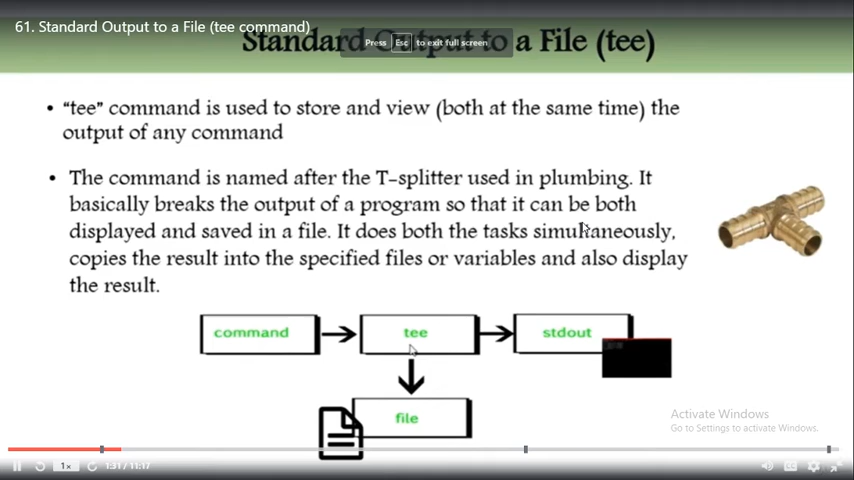 61. Standard Output to a File (tee command)
Standard Output to a File (tee)
Press Esc to exit full screen
• “tee” command is used to store and view (both at the same time) the
output of any command
• The command is named after the T-splitter used in plumbing. It
basically breaks the output of a program so that it can be both
displayed and saved in a file. It does both the tasks simultaneously,
copies the result into the specified files or variables and also display
the result.
command
tee
stdout
file
Activate Windows
Go to Settings to activate Windows.
1x
1:31 / 11:17